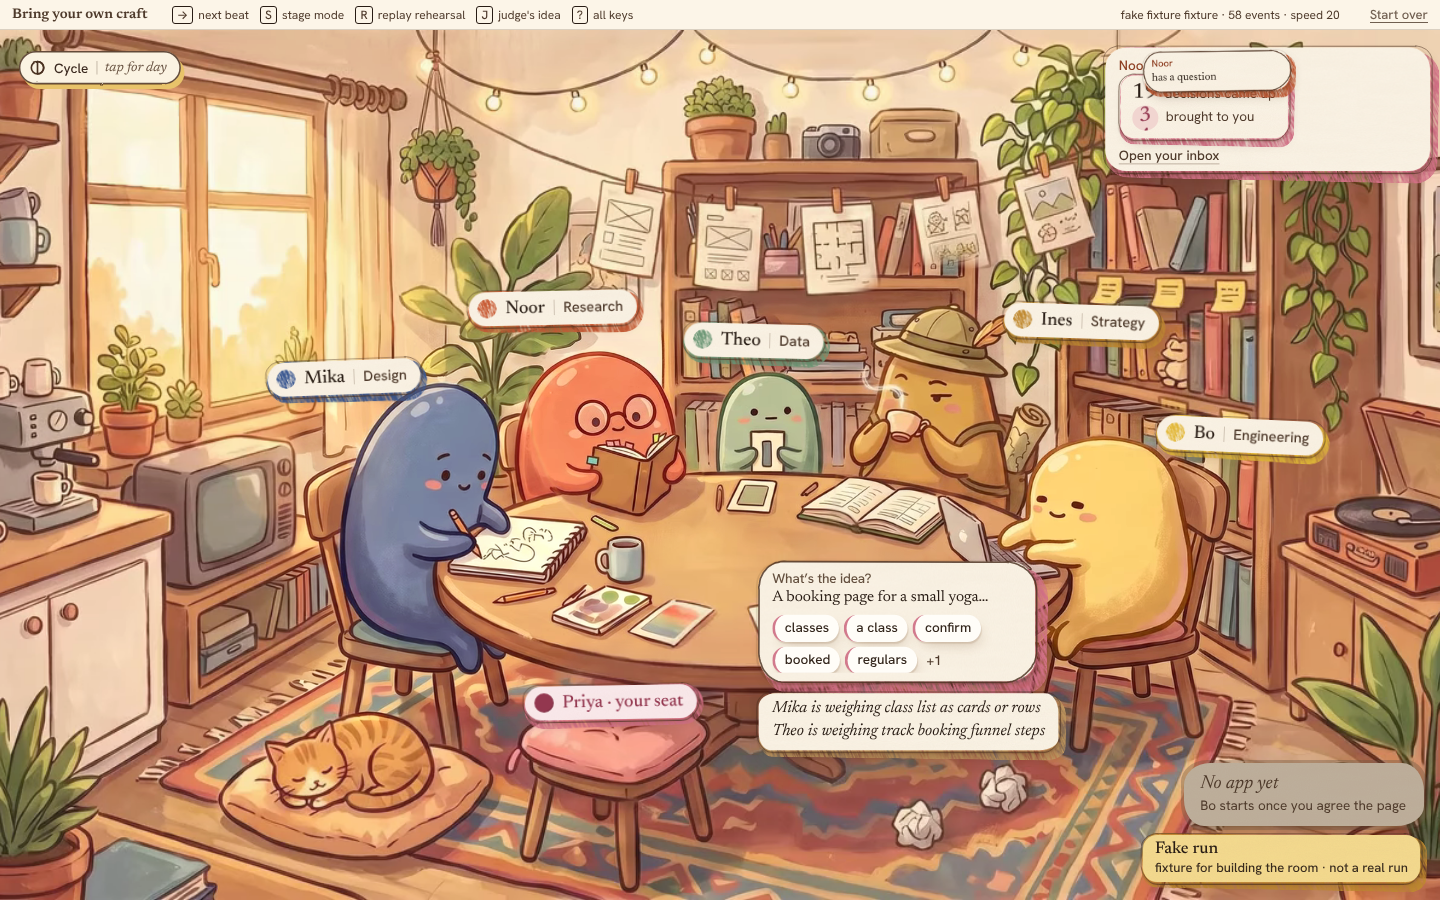 Bring your own craft → next beat S stage mode R replay rehearsal J judge's idea ? all keys fake fixture fixture · 58 events · speed 20 Start over
Cycle | tap for day
Noor
has a question
decisions came up
3 brought to you
Open your inbox
Noor | Research
Ines | Strategy
Theo | Data
Mika | Design
Bo | Engineering
What's the idea?
A booking page for a small yoga...
classes a class confirm
booked regulars +1
Mika is weighing class list as cards or rows
Theo is weighing track booking funnel steps
Priya · your seat
No app yet
Bo starts once you agree the page
Fake run
fixture for building the room · not a real run